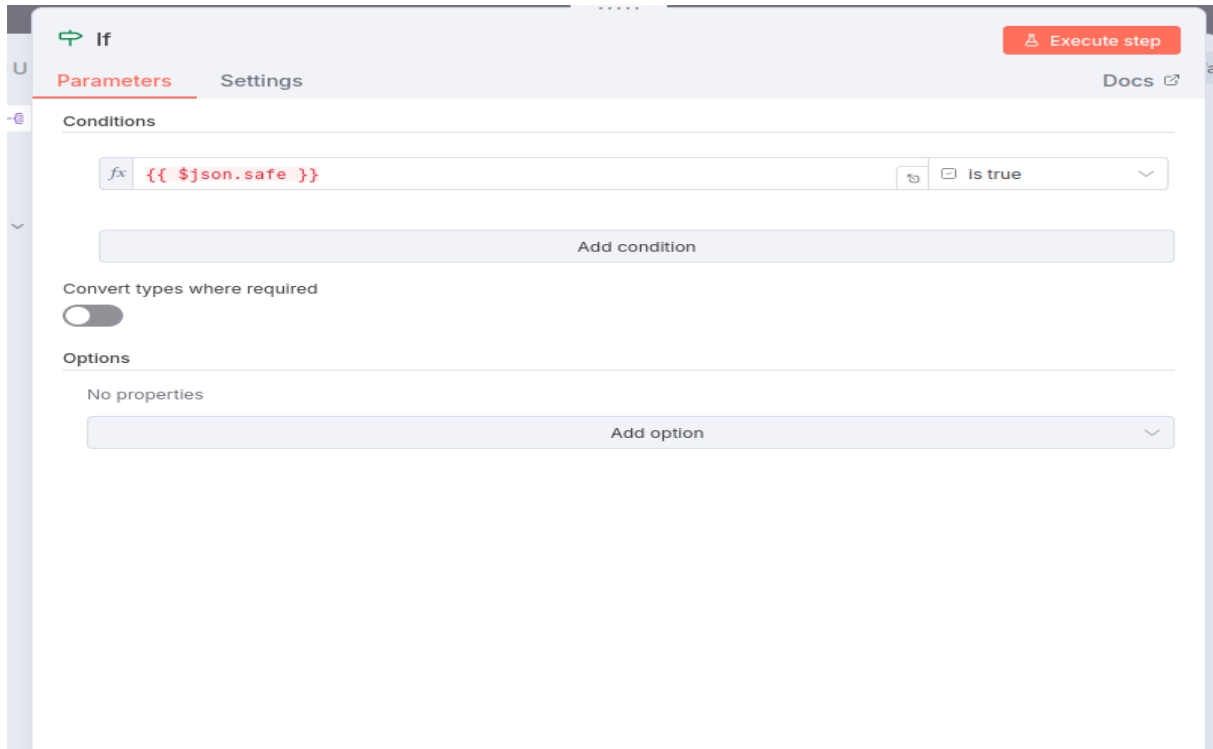 If
Execute step
U
Parameters Settings Docs
Conditions
fx {{ $json.safe }} is true
Add condition
Convert types where required
Options
No properties
Add option